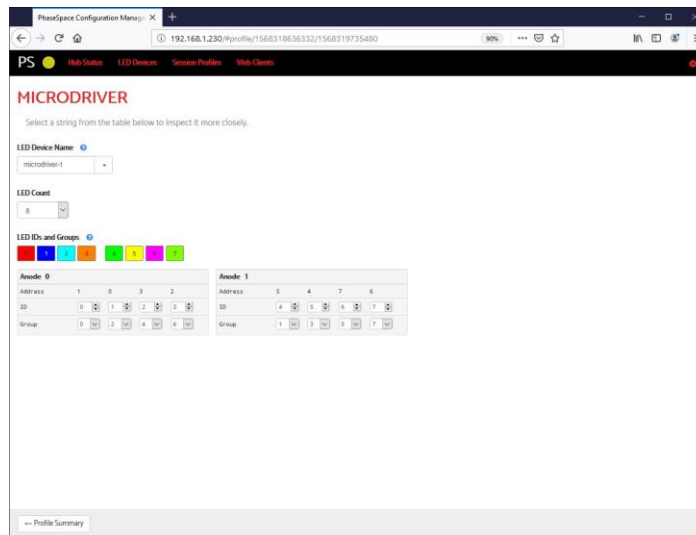 PhaseSpace Configuration Manag
192.168.1.230/#profile/1568318636332/1568319735480
90%
PS
Hub Status
LED Devices
Session Profiles
Web Clients
MICRODRIVER
Select a string from the table below to inspect it more closely.
LED Device Name
microdriver-1
LED Count
8
LED IDs and Groups
1 2 3 4 5 7
Anode 0
Address 1 0 3 2
ID 0 1 2 3
Group 0 2 4 6
Anode 1
Address 5 4 7 6
ID 4 5 6 7
Group 1 3 5 7
← Profile Summary